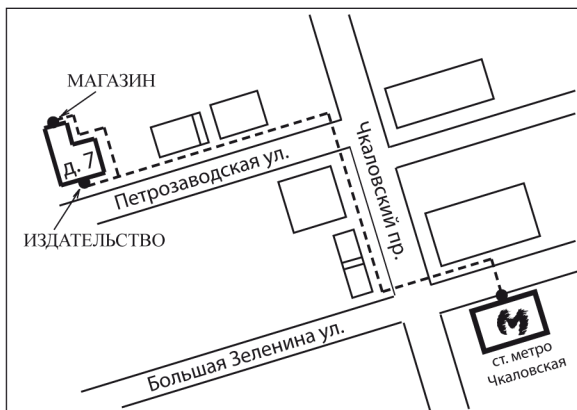 МАГАЗИН
д. 7
Петрозаводская ул.
Чкаловский пр.
ИЗДАТЕЛЬСТВО
Большая Зеленина ул.
М
ст. метро
Чкаловская